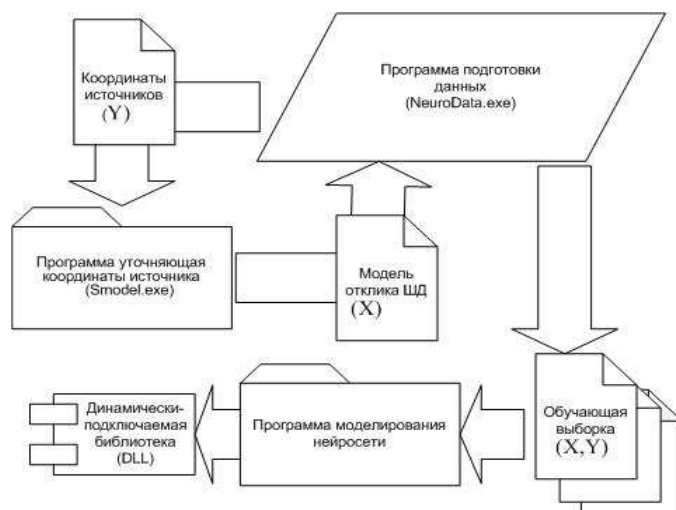 Координаты
источников
(Y)
Программа подготовки
данных
(NeuroData.exe)
Программа уточняющая
координаты источника
(Smodel.exe)
Модель
отклика ШД
(X)
Динамически-
подключаемая
библиотека
(DLL)
Программа моделирования
нейросети
Обучающая
выборка
(X,Y)